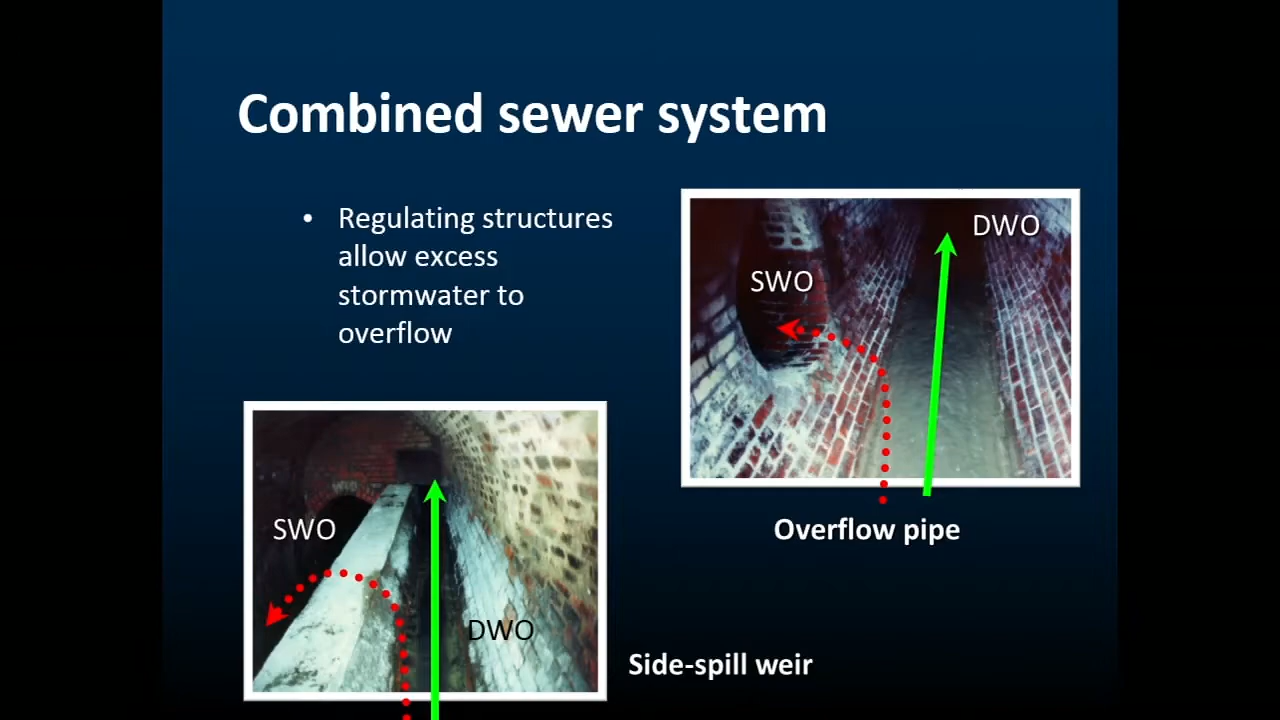 Combined sewer system
• Regulating structures
allow excess
stormwater to
overflow
DWO
SWO
Overflow pipe
SWO
DWO
Side-spill weir